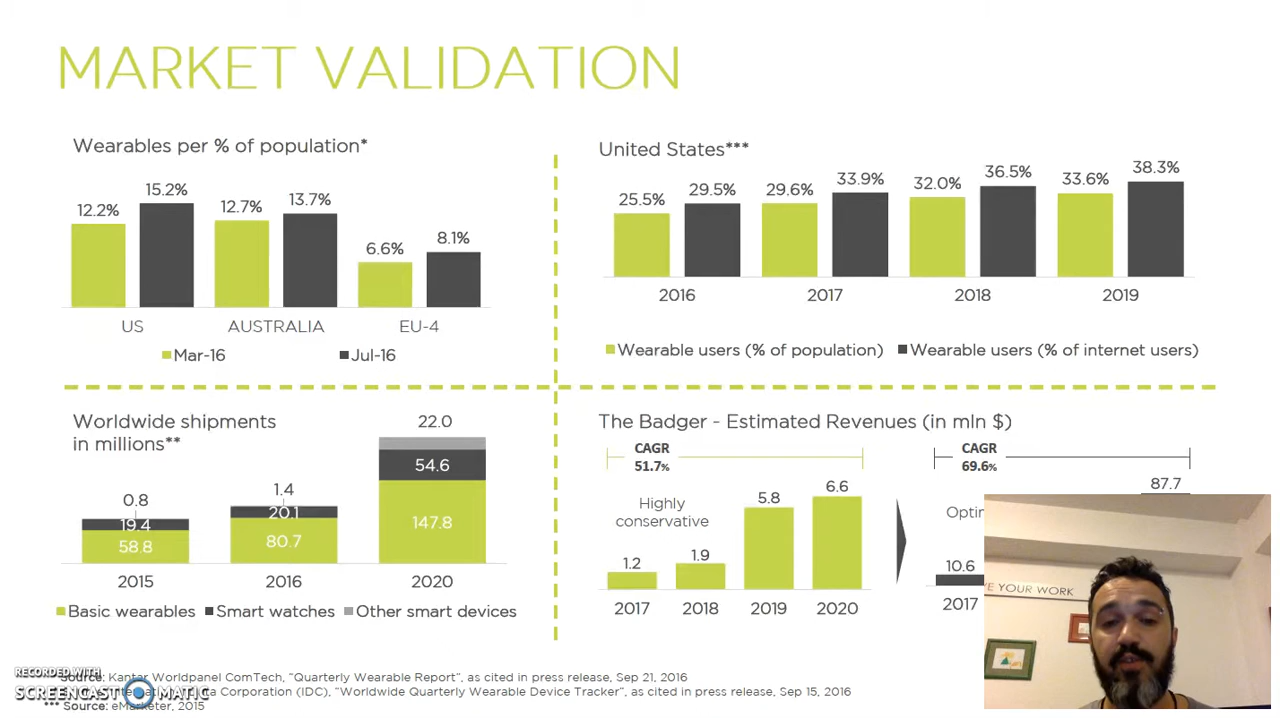 MARKET VALIDATION
Wearables per % of population*
12.2% 15.2% 12.7% 13.7% 6.6% 8.1%
US AUSTRALIA EU-4
Mar-16 Jul-16
United States***
25.5% 29.5% 29.6% 33.9% 32.0% 36.5% 33.6% 38.3%
2016 2017 2018 2019
Wearable users (% of population) Wearable users (% of internet users)
Worldwide shipments
in millions**
0.8 1.4 22.0
19.4 20.1 54.6
58.8 80.7 147.8
2015 2016 2020
Basic wearables Smart watches Other smart devices
The Badger - Estimated Revenues (in mln $)
CAGR
51.7%
Highly
conservative
1.2 1.9 5.8 6.6
2017 2018 2019 2020
CAGR
69.6%
87.7
10.6
2017
YOUR WORK
Source: Kantar Worldpanel ComTech, "Quarterly Wearable Report", as cited in press release, Sep 21, 2016
Corporation (IDC), "Worldwide Quarterly Wearable Device Tracker", as cited in press release, Sep 15, 2016
*** Source: eMarketer, 2015
RECORDED WITH
SCREENCAST MATIC